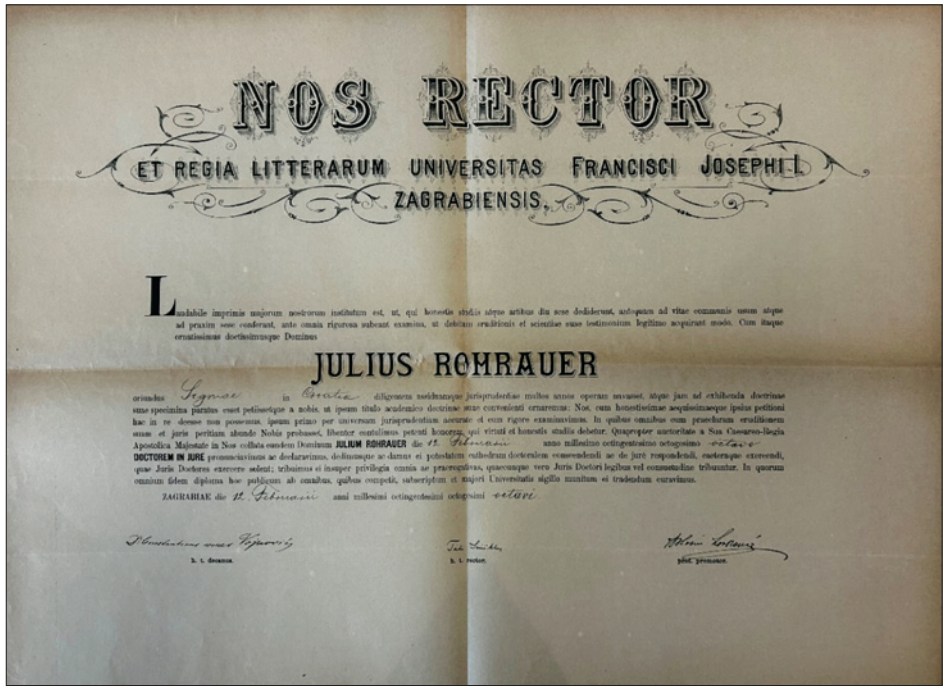 NOS RECTOR
ET REGIA LITTERARUM UNIVERSITAS FRANCISCI JOSEPHI I.
ZAGRABIENSIS.
Laudabile imprimis majorum nostrorum institutum est, ut, qui honestis studiis atque artibus diu sese dediderunt, antequam ad vitae communis usum atque
ad praxim sese conferant, ante omnia rigorosa subeant examina, ut debitum eruditionis et scientiae suae testimonium legitimo acquirant modo. Cum itaque
ornatissimus doctissimusque Dominus
JULIUS ROHRAUER
oriundus Segniae in Croatia diligentem assiduamque jurisprudentiae multos annos operam navasset, atque jam ad exhibenda doctrinae
suae specimina paratus esset petiissetque a nobis, ut ipsum titulo academico doctrinae suae convenienti ornaremus: Nos, cum honestissimae aequissimaeque ipsius petitioni
hac in re deesse non possemus, ipsum primo per universam jurisprudentiam accurate et cum rigore examinavimus. In quibus omnibus cum praeclaram eruditionem
suam et juris peritiam abunde Nobis probasset, libenter contulimus petenti honorem, qui virtuti et honestis studiis debetur. Quapropter auctoritate a Sua Caesareo-Regia
Apostolica Majestate in Nos collata eundem Dominum JULIUM ROHRAUER die 12. Februarii anno millesimo octingentesimo octogesimo octavo
DOCTOREM IN JURE pronunciavimus ac declaravimus, dedimusque ac damus ei potestatem cathedram doctoralem conscendendi ac de jure respondendi, caeteraque exercendi,
quae Juris Doctores exercere solent; tribuimus ei insuper privilegia omnia ac praerogativas, quaecunque vero Juris Doctori legibus vel consuetudine tribuuntur. In quorum
omnium fidem diploma hoc publicum ab omnibus, quibus competit, subscriptum et majeri Universitatis sigillo munitum ei tradendum curavimus.
ZAGRABIAE die 12. Februarii anni millesimi octingentesimi octogesimi octavi.
h. t. decanus.
h. t. rector.
prof. promotor.